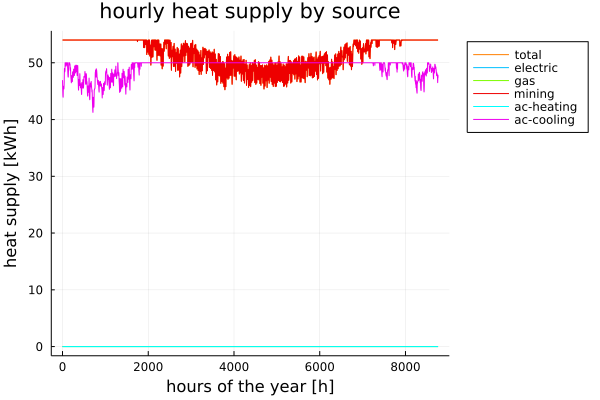 hourly heat supply by source
heat supply [kWh]
50
40
30
20
10
0
0 2000 4000 6000 8000
hours of the year [h]
total
electric
gas
mining
ac-heating
ac-cooling